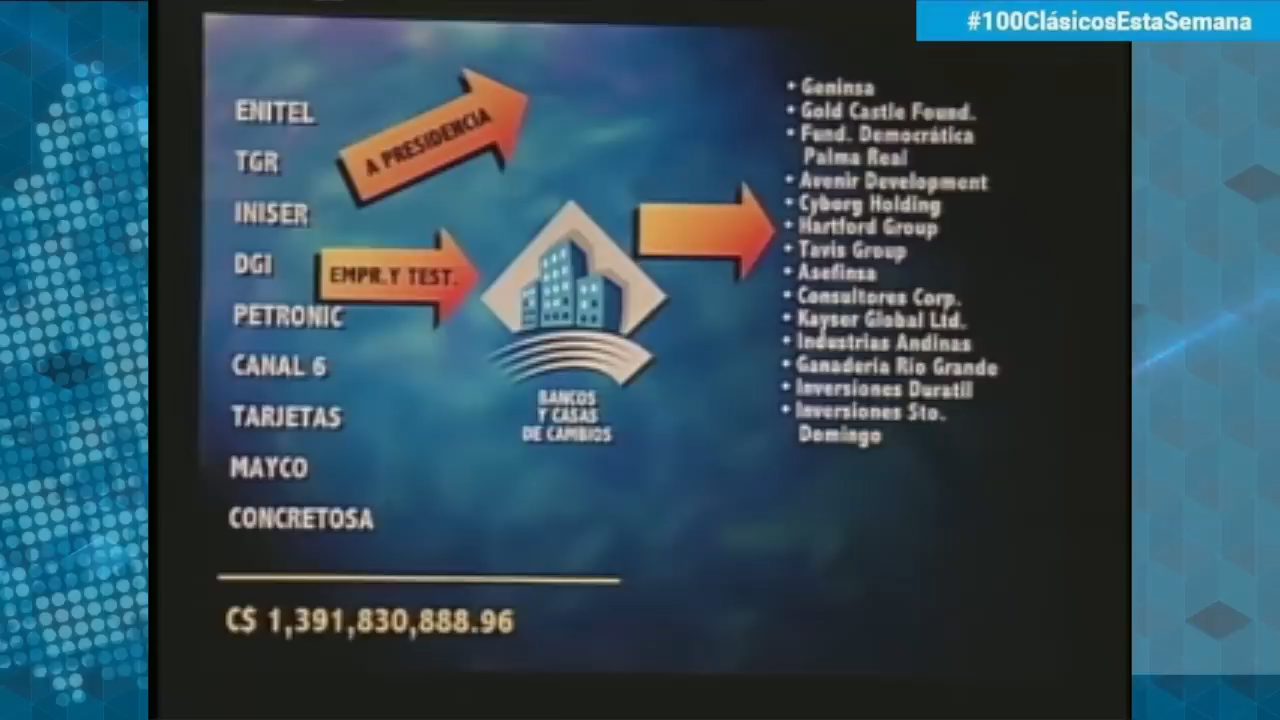 #100ClásicosEstaSemana
ENITEL
TGR
INISER
DGI
PETRONIC
CANAL 6
TARJETAS
MAYCO
CONCRETOSA
C$ 1,391,830,888.96
A PRESIDENCIA
EMPR.Y TEST.
BANCOS
Y CASAS
DE CAMBIOS
• Geninsa
• Gold Castle Found.
• Fund. Democrática
Palma Real
• Avenir Development
• Cyborg Holding
• Hartford Group
• Tavis Group
• Asefinsa
• Consultores Corp.
• Kayser Global Ltd.
• Industrias Andinas
• Ganadería Río Grande
• Inversiones Duratil
• Inversiones Sto.
Domingo